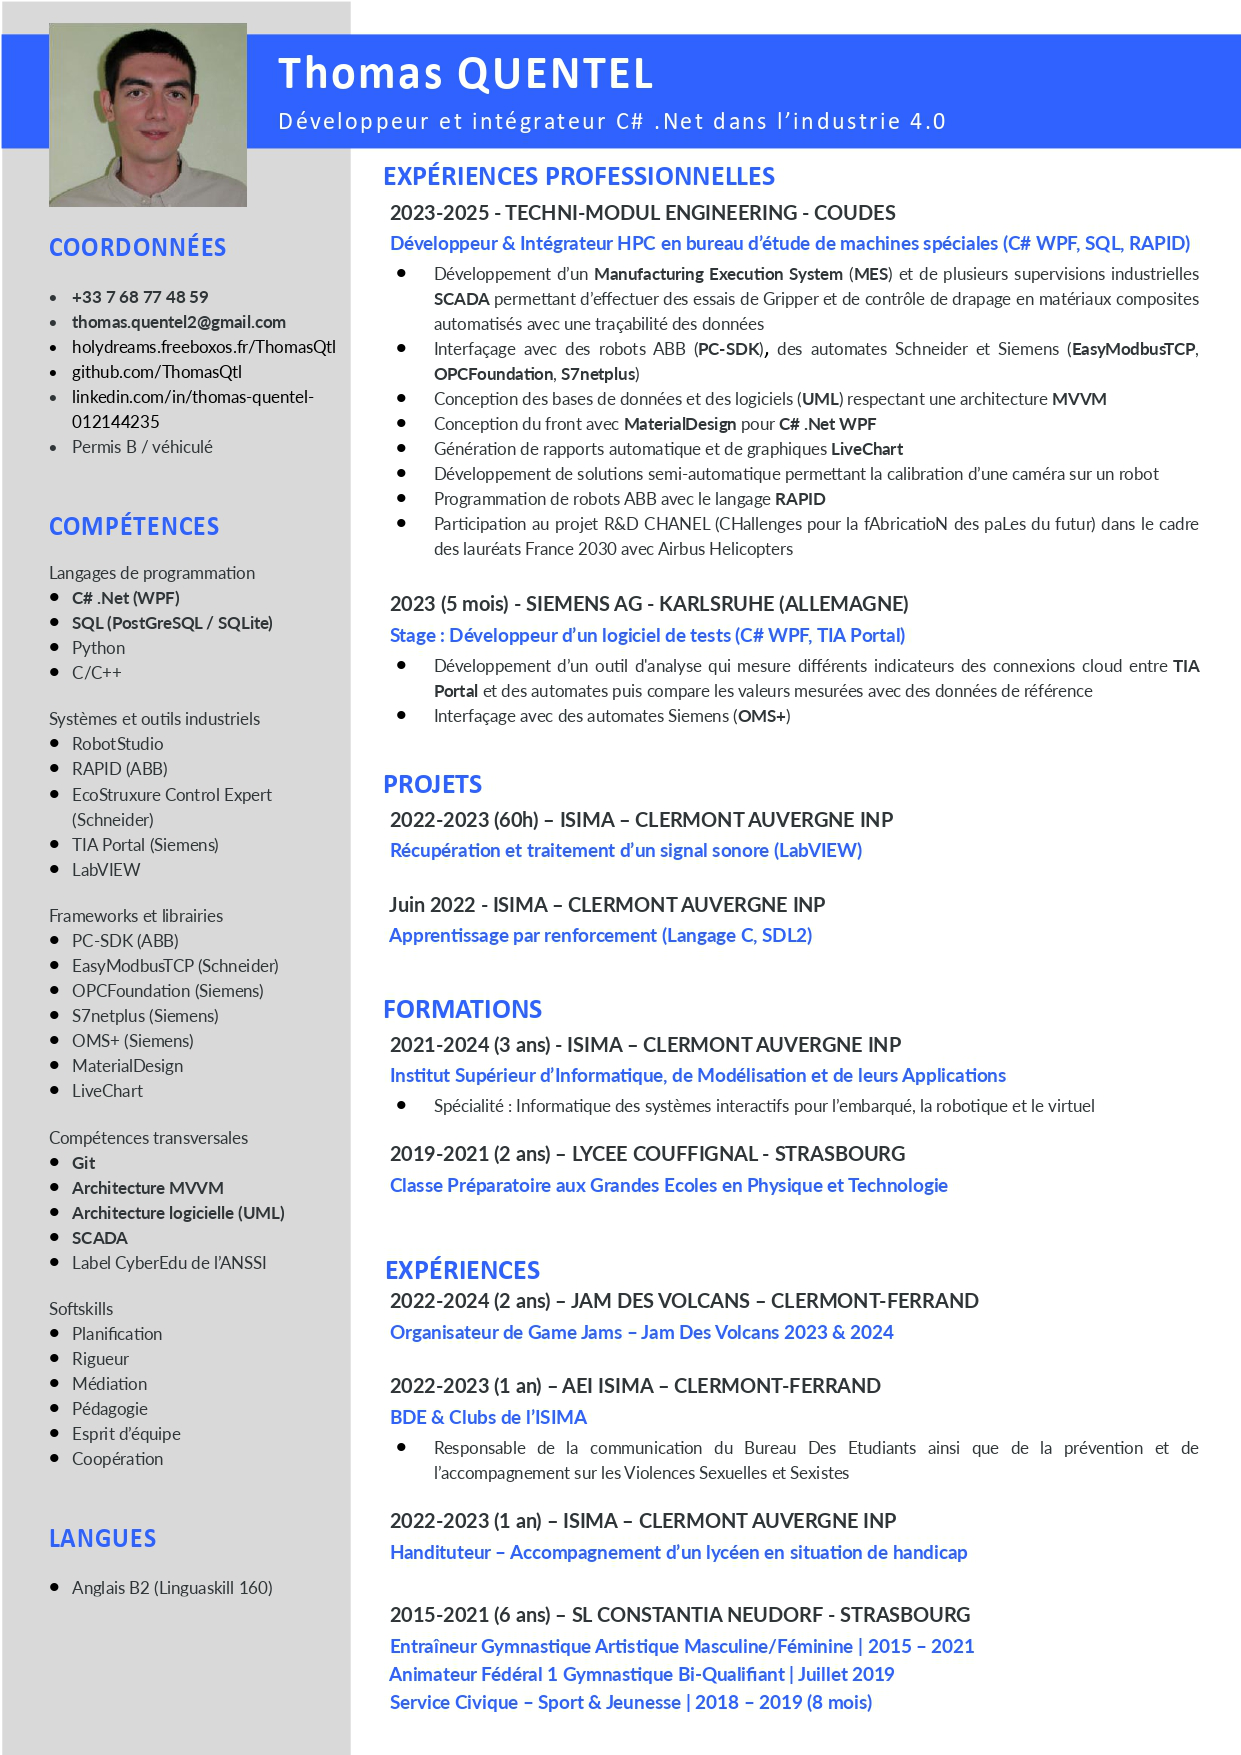 Thomas QUENTEL
Développeur et intégrateur C# .Net dans l’industrie 4.0
COORDONNÉES
• +33 7 68 77 48 59
• thomas.quentel2@gmail.com
• holydreams.freeboxos.fr/ThomasQtl
• github.com/ThomasQtl
• linkedin.com/in/thomas-quentel-
012144235
• Permis B / véhiculé
COMPÉTENCES
Langages de programmation
• C# .Net (WPF)
• SQL (PostGreSQL / SQLite)
• Python
• C/C++
Systèmes et outils industriels
• RobotStudio
• RAPID (ABB)
• EcoStruxure Control Expert
(Schneider)
• TIA Portal (Siemens)
• LabVIEW
Frameworks et librairies
• PC-SDK (ABB)
• EasyModbusTCP (Schneider)
• OPCFoundation (Siemens)
• S7netplus (Siemens)
• OMS+ (Siemens)
• MaterialDesign
• LiveChart
Compétences transversales
• Git
• Architecture MVVM
• Architecture logicielle (UML)
• SCADA
• Label CyberEdu de l’ANSSI
Softskills
• Planification
• Rigueur
• Médiation
• Pédagogie
• Esprit d’équipe
• Coopération
LANGUES
• Anglais B2 (Linguaskill 160)
EXPÉRIENCES PROFESSIONNELLES
2023-2025 - TECHNI-MODUL ENGINEERING - COUDES
Développeur & Intégrateur HPC en bureau d’étude de machines spéciales (C# WPF, SQL, RAPID)
• Développement d’un Manufacturing Execution System (MES) et de plusieurs supervisions industrielles
SCADA permettant d’effectuer des essais de Gripper et de contrôle de drapage en matériaux composites
automatisés avec une traçabilité des données
• Interfaçage avec des robots ABB (PC-SDK), des automates Schneider et Siemens (EasyModbusTCP,
OPCFoundation, S7netplus)
• Conception des bases de données et des logiciels (UML) respectant une architecture MVVM
• Conception du front avec MaterialDesign pour C# .Net WPF
• Génération de rapports automatique et de graphiques LiveChart
• Développement de solutions semi-automatique permettant la calibration d’une caméra sur un robot
• Programmation de robots ABB avec le langage RAPID
• Participation au projet R&D CHANEL (CHallenges pour la fAbricatioN des paLes du futur) dans le cadre
des lauréats France 2030 avec Airbus Helicopters
2023 (5 mois) - SIEMENS AG - KARLSRUHE (ALLEMAGNE)
Stage : Développeur d’un logiciel de tests (C# WPF, TIA Portal)
• Développement d’un outil d'analyse qui mesure différents indicateurs des connexions cloud entre TIA
Portal et des automates puis compare les valeurs mesurées avec des données de référence
• Interfaçage avec des automates Siemens (OMS+)
PROJETS
2022-2023 (60h) – ISIMA – CLERMONT AUVERGNE INP
Récupération et traitement d’un signal sonore (LabVIEW)
Juin 2022 - ISIMA – CLERMONT AUVERGNE INP
Apprentissage par renforcement (Langage C, SDL2)
FORMATIONS
2021-2024 (3 ans) - ISIMA – CLERMONT AUVERGNE INP
Institut Supérieur d’Informatique, de Modélisation et de leurs Applications
• Spécialité : Informatique des systèmes interactifs pour l’embarqué, la robotique et le virtuel
2019-2021 (2 ans) – LYCEE COUFFIGNAL - STRASBOURG
Classe Préparatoire aux Grandes Ecoles en Physique et Technologie
EXPÉRIENCES
2022-2024 (2 ans) – JAM DES VOLCANS – CLERMONT-FERRAND
Organisateur de Game Jams – Jam Des Volcans 2023 & 2024
2022-2023 (1 an) – AEI ISIMA – CLERMONT-FERRAND
BDE & Clubs de l’ISIMA
• Responsable de la communication du Bureau Des Etudiants ainsi que de la prévention et de
l’accompagnement sur les Violences Sexuelles et Sexistes
2022-2023 (1 an) – ISIMA – CLERMONT AUVERGNE INP
Handituteur – Accompagnement d’un lycéen en situation de handicap
2015-2021 (6 ans) – SL CONSTANTIA NEUDORF - STRASBOURG
Entraîneur Gymnastique Artistique Masculine/Féminine | 2015 – 2021
Animateur Fédéral 1 Gymnastique Bi-Qualifiant | Juillet 2019
Service Civique – Sport & Jeunesse | 2018 – 2019 (8 mois)